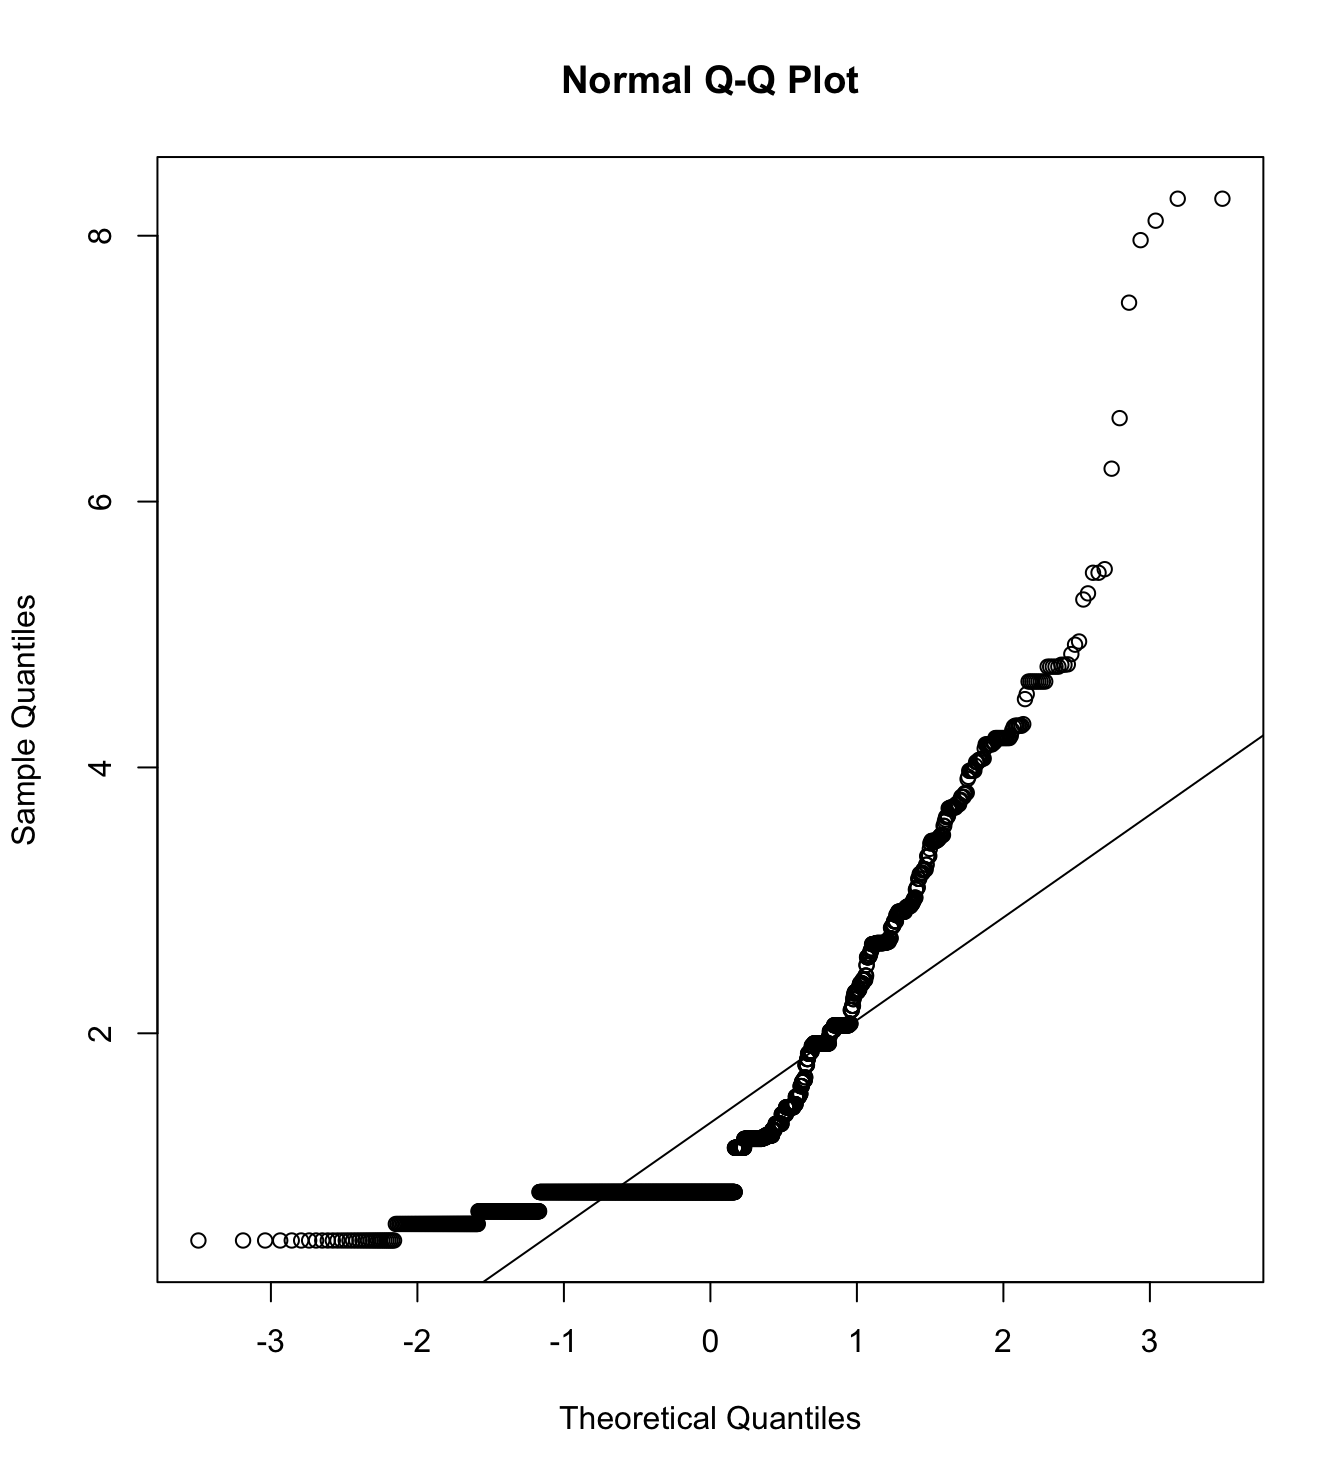 Normal Q-Q Plot
8
6
4
2
Sample Quantiles
-3 -2 -1 0 1 2 3
Theoretical Quantiles